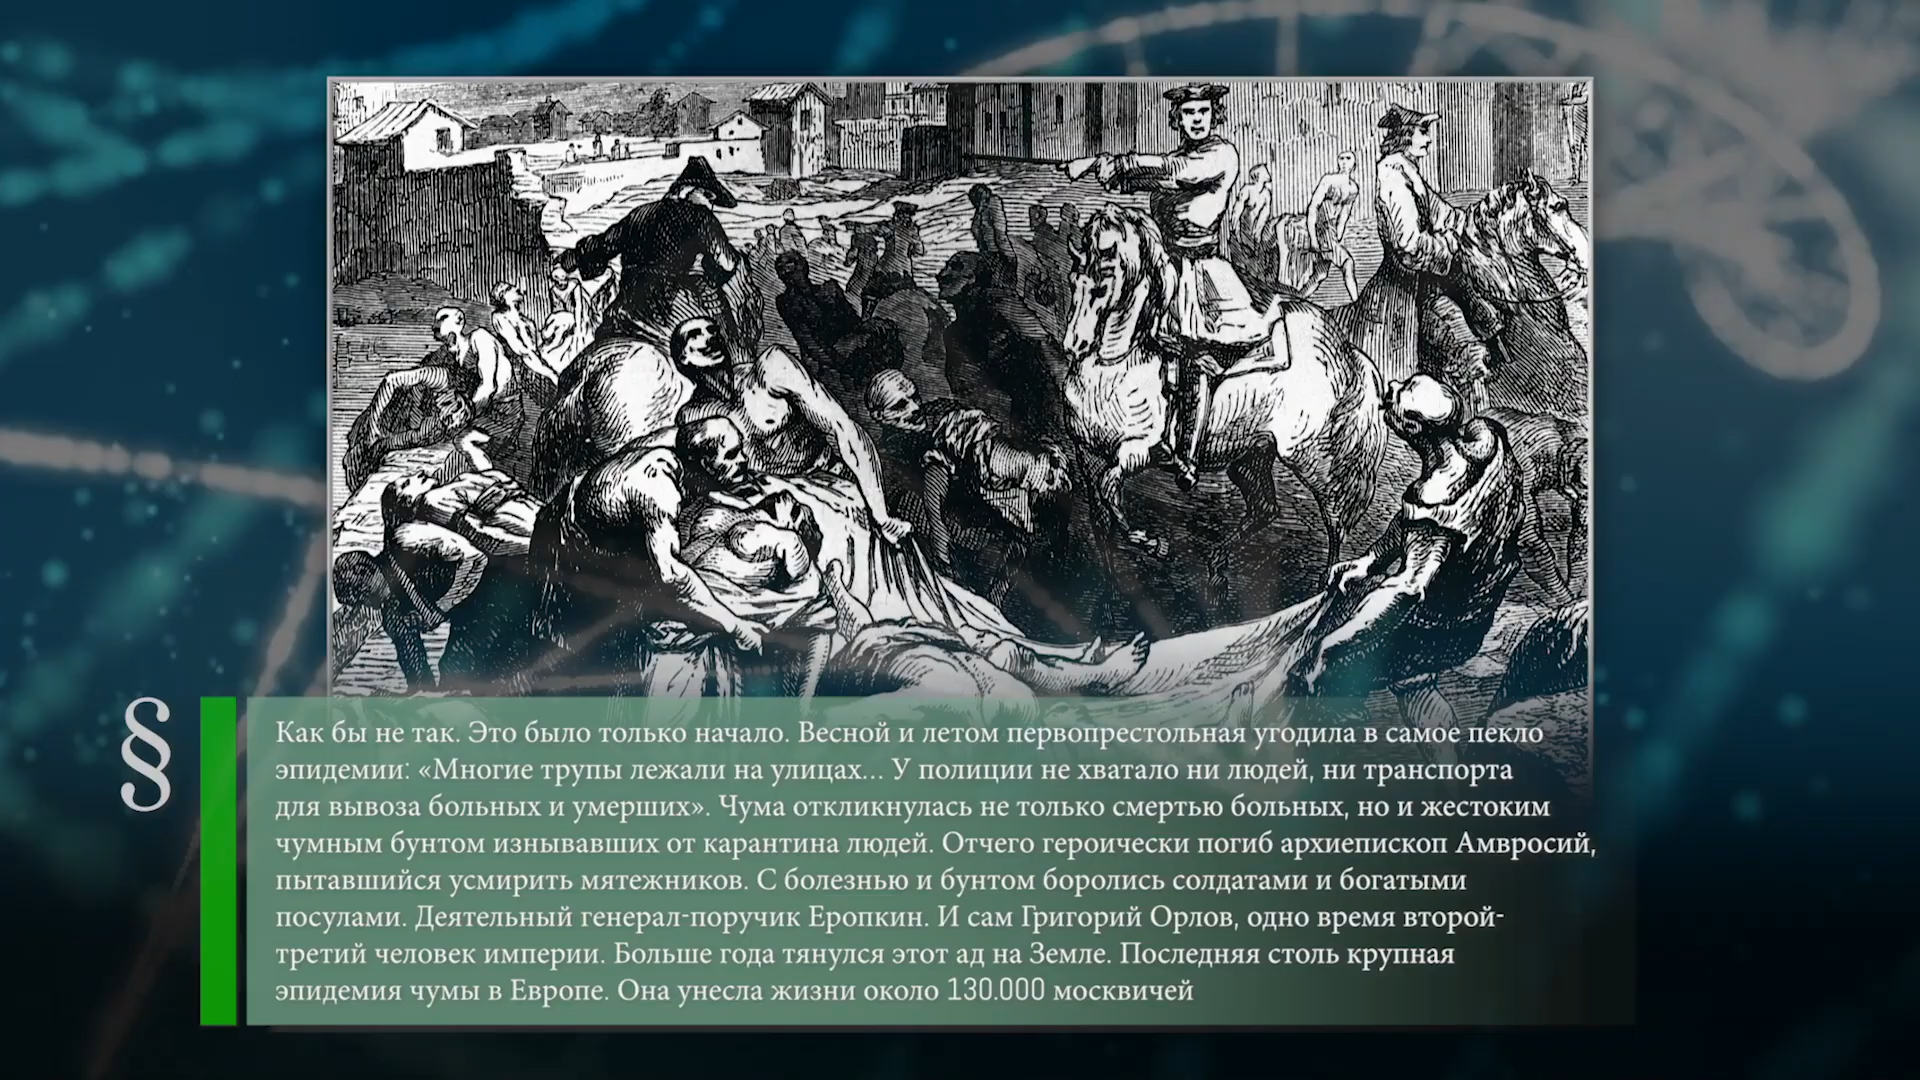 §
Как бы не так. Это было только начало. Весной и летом первопрестольная угодила в самое пекло
эпидемии: «Многие трупы лежали на улицах... У полиции не хватало ни людей, ни транспорта
для вывоза больных и умерших». Чума откликнулась не только смертью больных, но и жестоким
чумным бунтом изнывавших от карантина людей. Отчего героически погиб архиепископ Амвросий,
пытавшийся усмирить мятежников. С болезнью и бунтом боролись солдатами и богатыми
посулами. Деятельный генерал-поручик Еропкин. И сам Григорий Орлов, одно время второй-
третий человек империи. Больше года тянулся этот ад на Земле. Последняя столь крупная
эпидемия чумы в Европе. Она унесла жизни около 130.000 москвичей